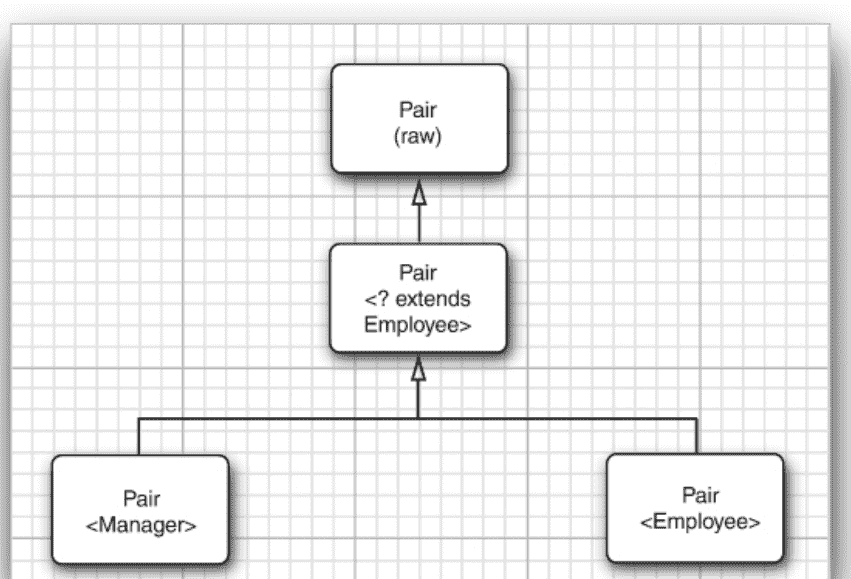 Pair
(raw)
Pair
<? extends
Employee>
Pair
<Manager>
Pair
<Employee>